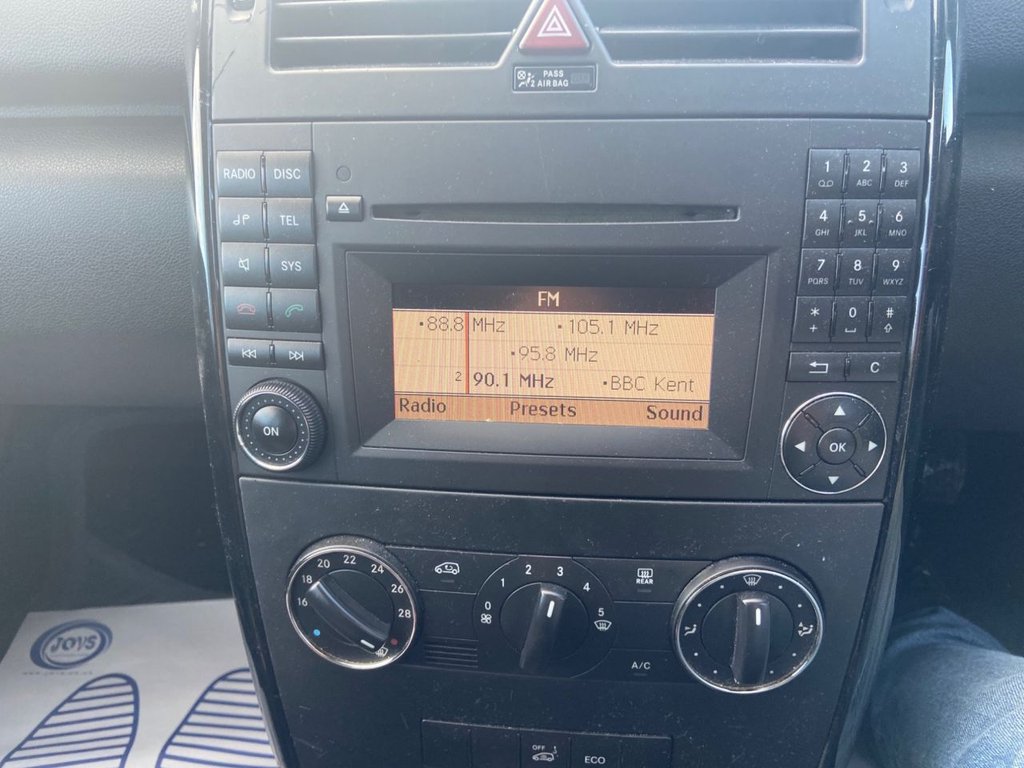 PASS
2 AIR BAG
RADIO DISC
TEL
SYS
ON
FM
•88.8 MHz •105.1 MHz
•95.8 MHz
2 90.1 MHz •BBC Kent
Radio Presets Sound
1 2 3
ABC DEF
4 5 6
GHI JKL MNO
7 8 9
PQRS TUV WXYZ
* 0 #
+
C
OK
16 18 20 22 24 26 28
0 1 2 3 4 5
REAR
A/C
OFF
ECO
JOYS